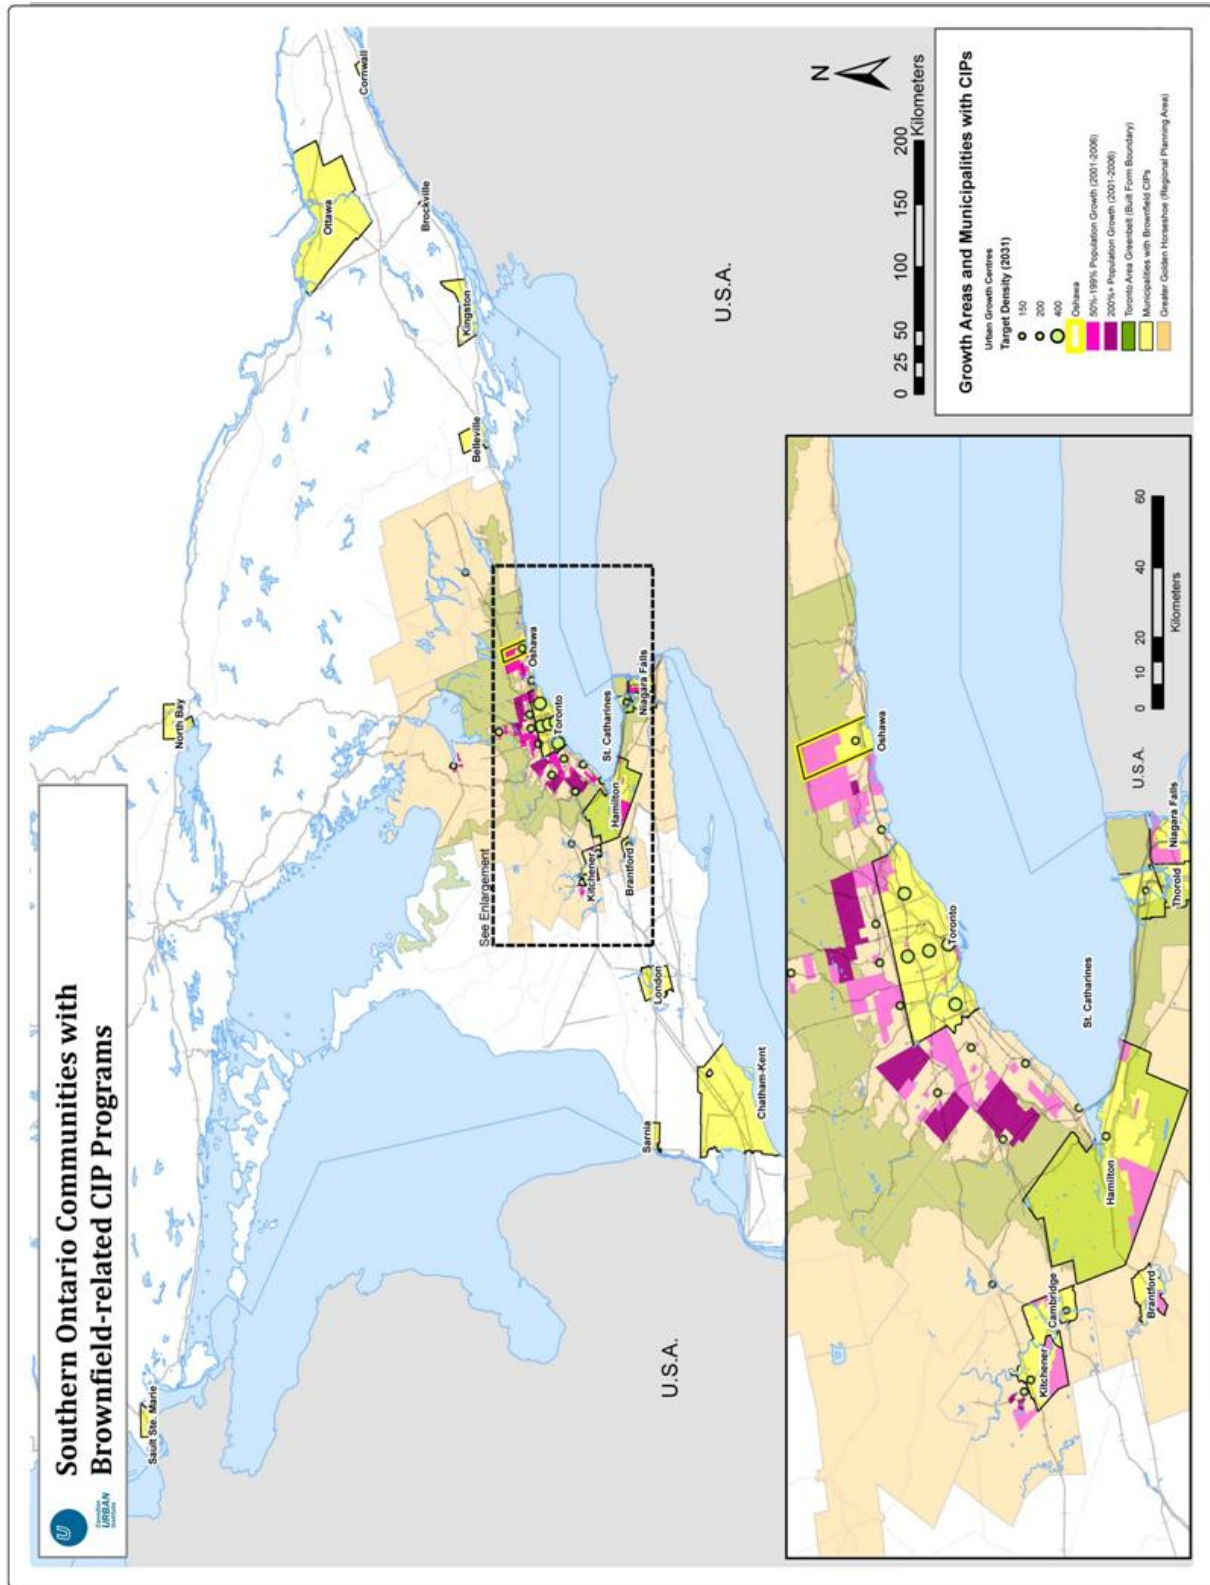 Southern Ontario Communities with
Brownfield-related CIP Programs
U
Canadian
URBAN
Institute
Sault Ste. Marie
North Bay
Ottawa
Cornwall
Brockville
Kingston
Belleville
See Enlargement
Oshawa
Toronto
St. Catharines
Niagara Falls
Hamilton
Kitchener
Brantford
London
Sarnia
Chatham-Kent
U.S.A.
U.S.A.
N
0 25 50 100 150 200
Kilometers
Growth Areas and Municipalities with CIPs
Urban Growth Centres
Target Density (2031)
150
200
400
Oshawa
50%-199% Population Growth (2001-2006)
200%+ Population Growth (2001-2006)
Toronto Area Greenbelt (Built Form Boundary)
Municipalities with Brownfield CIPs
Greater Golden Horseshoe (Regional Planning Area)
Oshawa
Toronto
St. Catharines
Hamilton
Cambridge
Kitchener
Brantford
Thorold
Niagara Falls
U.S.A.
0 10 20 40 60
Kilometers